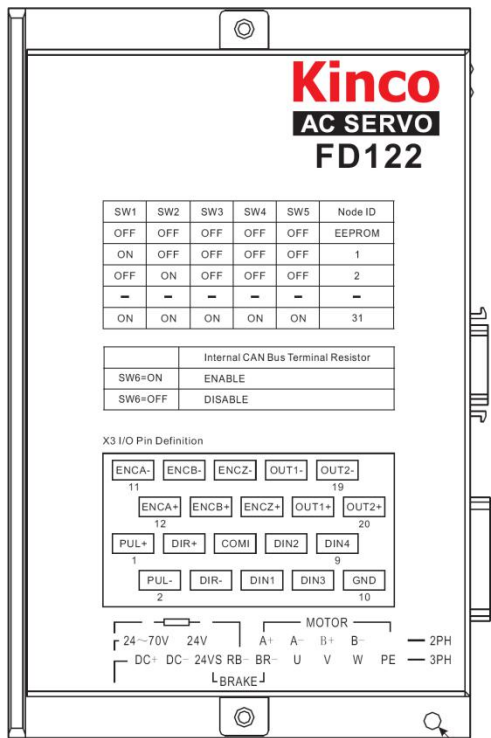 Kinco
AC SERVO
FD122
SW1 SW2 SW3 SW4 SW5 Node ID
OFF OFF OFF OFF OFF EEPROM
ON OFF OFF OFF OFF 1
OFF ON OFF OFF OFF 2
– – – – – –
ON ON ON ON ON 31
Internal CAN Bus Terminal Resistor
SW6=ON ENABLE
SW6=OFF DISABLE
X3 I/O Pin Definition
ENCA- ENCB- ENCZ- OUT1- OUT2-
11 19
ENCA+ ENCB+ ENCZ+ OUT1+ OUT2+
12 20
PUL+ DIR+ COMI DIN2 DIN4
1 9
PUL- DIR- DIN1 DIN3 GND
2 10
MOTOR
24~70V 24V A+ A- B+ B- 2PH
DC+ DC- 24VS RB- BR- U V W PE 3PH
BRAKE